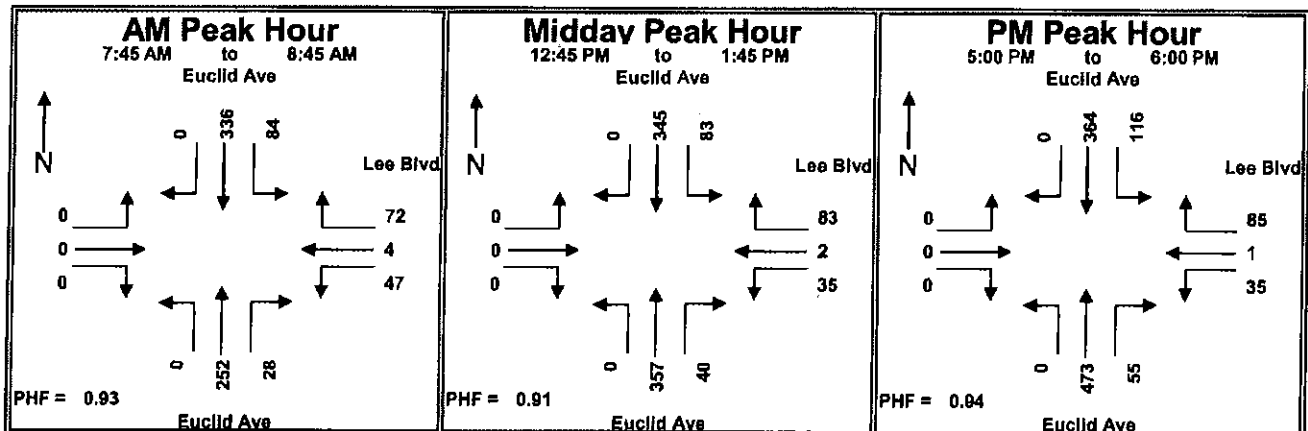 AM Peak Hour
7:45 AM to 8:45 AM
Euclid Ave
0 336 84
N
Lee Blvd
0 72
0 4
0 47
0 252 28
PHF = 0.93
Euclid Ave
Midday Peak Hour
12:45 PM to 1:45 PM
Euclid Ave
0 345 83
N
Lee Blvd
0 83
0 2
0 35
0 357 40
PHF = 0.91
Euclid Ave
PM Peak Hour
5:00 PM to 6:00 PM
Euclid Ave
0 364 116
N
Lee Blvd
0 85
0 1
0 35
0 473 55
PHF = 0.94
Euclid Ave